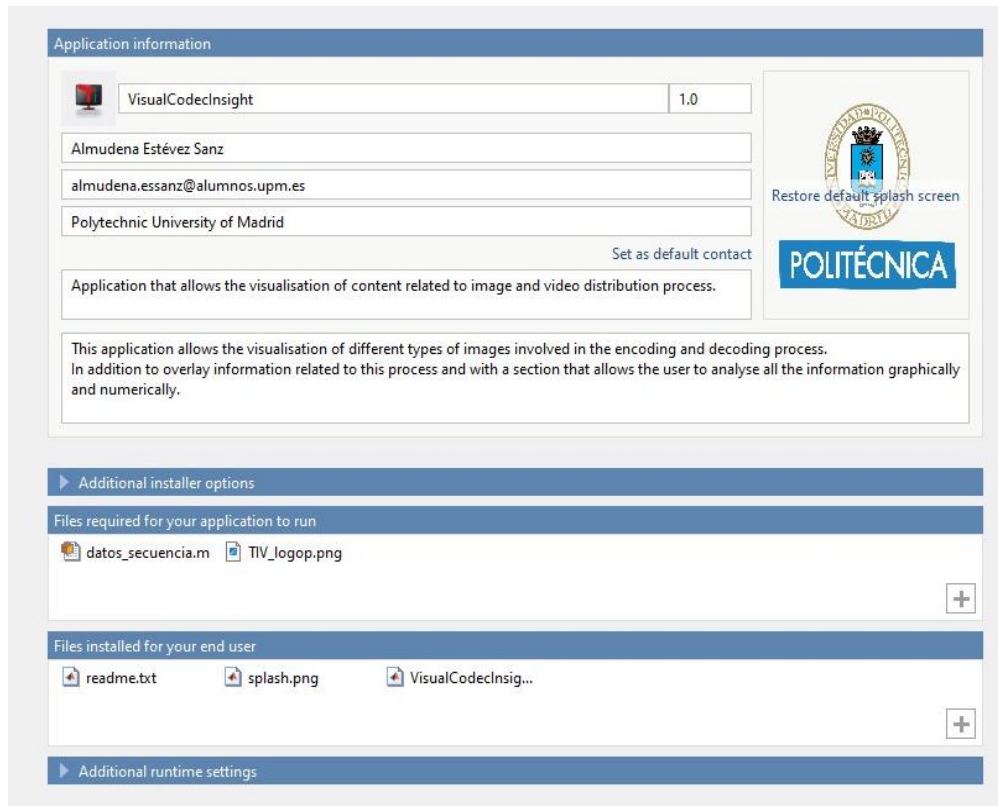 Application information
VisualCodecInsight
1.0
Almudena Estévez Sanz
almudena.essanz@alumnos.upm.es
Polytechnic University of Madrid
Set as default contact
Application that allows the visualisation of content related to image and video distribution process.
UNIVERSIDAD POLITÉCNICA
Restore default splash screen
MADRID
POLITÉCNICA
This application allows the visualisation of different types of images involved in the encoding and decoding process.
In addition to overlay information related to this process and with a section that allows the user to analyse all the information graphically
and numerically.
Additional installer options
Files required for your application to run
datos_secuencia.m
TIV_logop.png
Files installed for your end user
readme.txt
splash.png
VisualCodecInsig...
Additional runtime settings